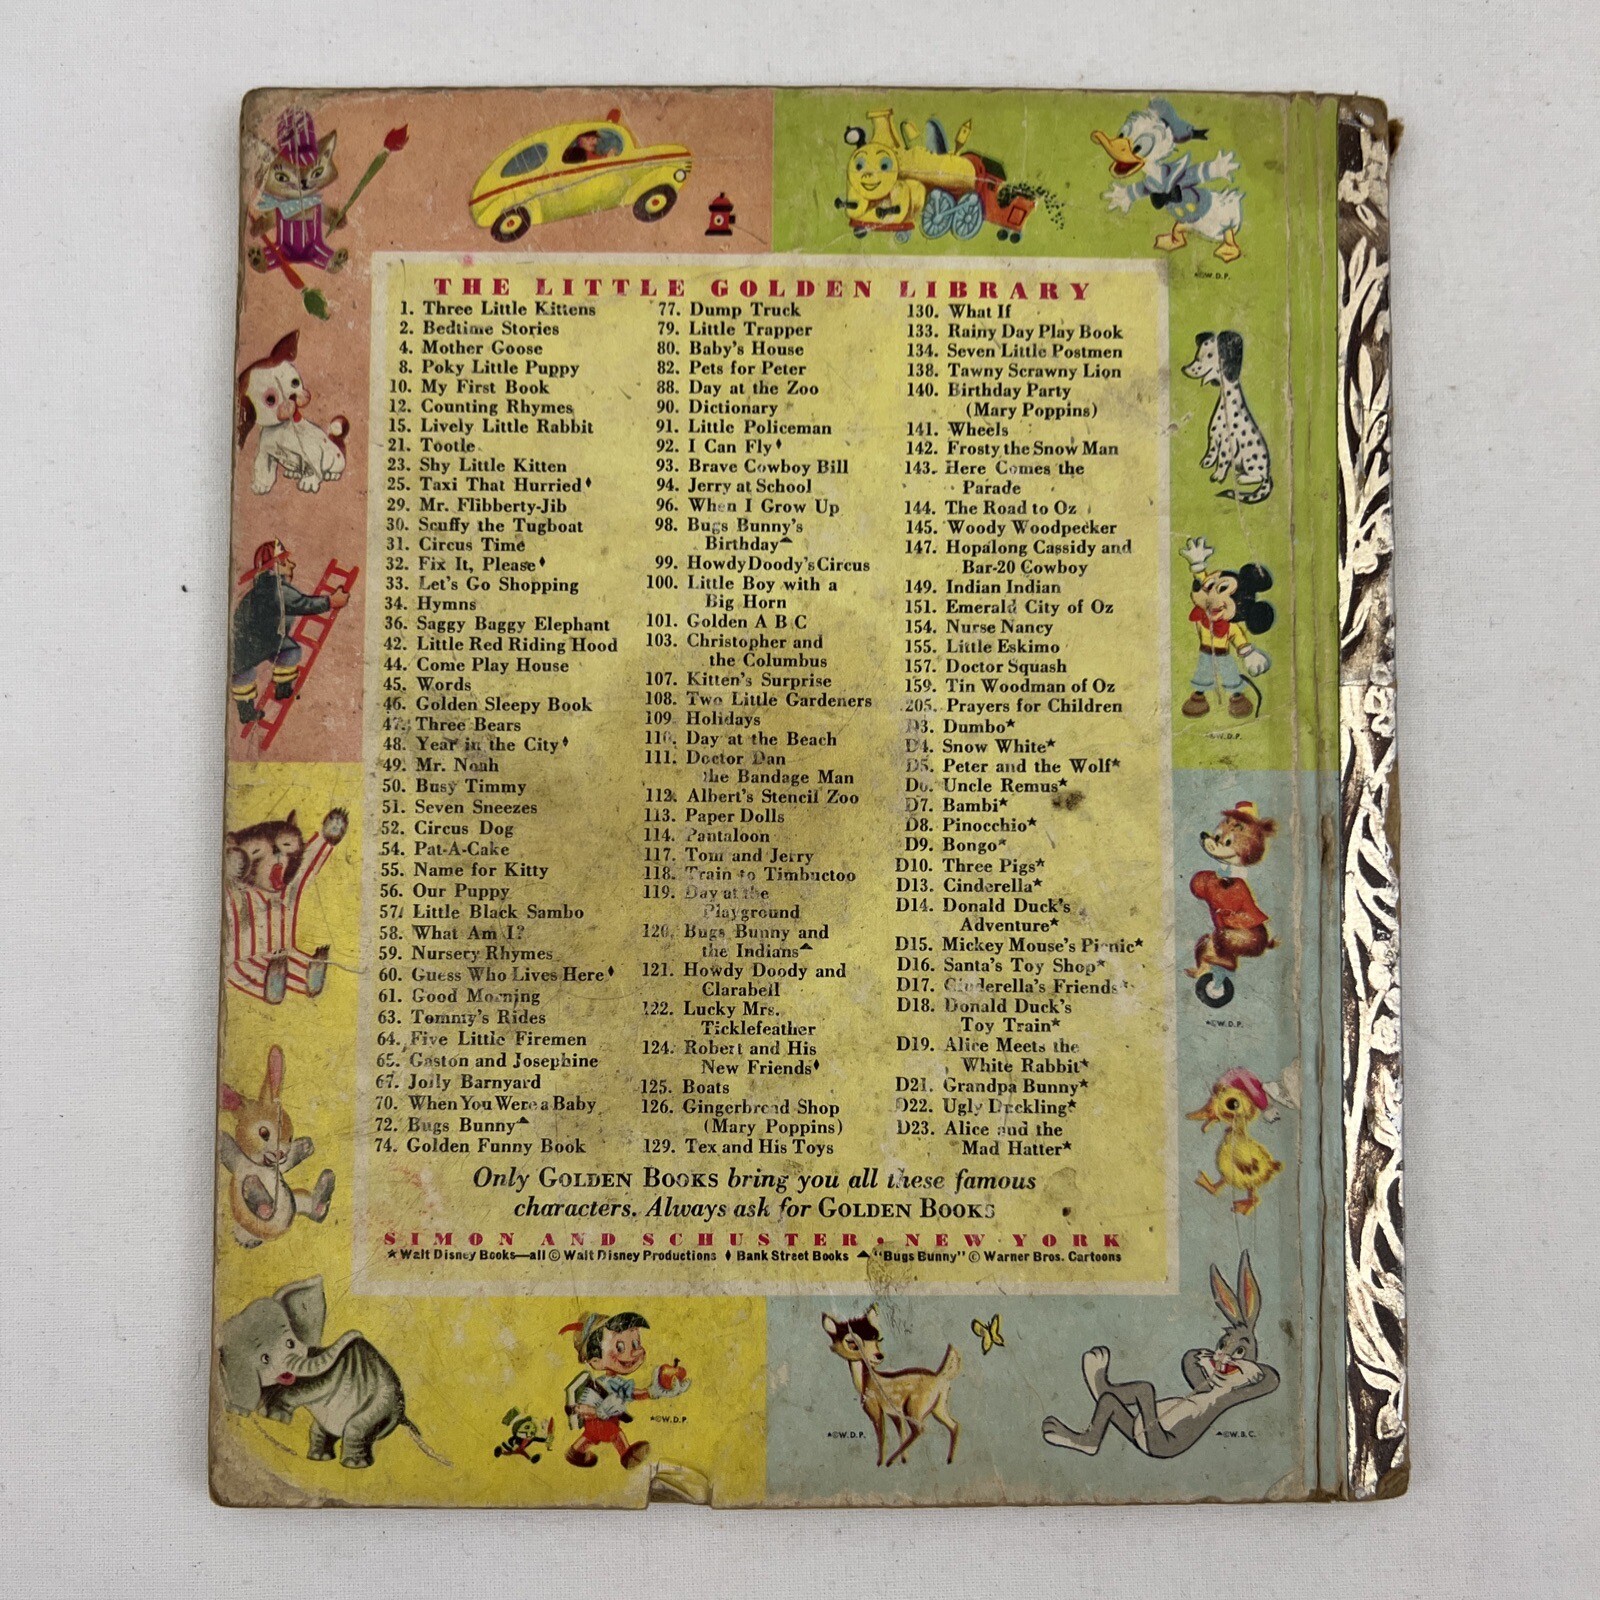 THE LITTLE GOLDEN LIBRARY
1. Three Little Kittens
2. Bedtime Stories
4. Mother Goose
8. Poky Little Puppy
10. My First Book
12. Counting Rhymes
15. Lively Little Rabbit
21. Tootle
23. Shy Little Kitten
25. Taxi That Hurried♦
29. Mr. Flibberty-Jib
30. Scuffy the Tugboat
31. Circus Time
32. Fix It, Please♦
33. Let's Go Shopping
34. Hymns
36. Saggy Baggy Elephant
42. Little Red Riding Hood
44. Come Play House
45. Words
46. Golden Sleepy Book
47. Three Bears
48. Year in the City♦
49. Mr. Noah
50. Busy Timmy
51. Seven Sneezes
52. Circus Dog
54. Pat-A-Cake
55. Name for Kitty
56. Our Puppy
57. Little Black Sambo
58. What Am I?
59. Nursery Rhymes
60. Guess Who Lives Here♦
61. Good Morning
63. Tommy's Rides
64. Five Little Firemen
65. Gaston and Josephine
67. Jolly Barnyard
70. When You Were a Baby
72. Bugs Bunny▲
74. Golden Funny Book
77. Dump Truck
79. Little Trapper
80. Baby's House
82. Pets for Peter
88. Day at the Zoo
90. Dictionary
91. Little Policeman
92. I Can Fly♦
93. Brave Cowboy Bill
94. Jerry at School
96. When I Grow Up
98. Bugs Bunny's
Birthday▲
99. Howdy Doody's Circus
100. Little Boy with a
Big Horn
101. Golden A B C
103. Christopher and
the Columbus
107. Kitten's Surprise
108. Two Little Gardeners
109. Holidays
110. Day at the Beach
111. Doctor Dan
the Bandage Man
112. Albert's Stencil Zoo
113. Paper Dolls
114. Pantaloon
117. Tom and Jerry
118. Train to Timbuctoo
119. Day at the
Playground
120. Bugs Bunny and
the Indians▲
121. Howdy Doody and
Clarabell
122. Lucky Mrs.
Ticklefeather
124. Robert and His
New Friends♦
125. Boats
126. Gingerbread Shop
(Mary Poppins)
129. Tex and His Toys
130. What If
133. Rainy Day Play Book
134. Seven Little Postmen
138. Tawny Scrawny Lion
140. Birthday Party
(Mary Poppins)
141. Wheels
142. Frosty the Snow Man
143. Here Comes the
Parade
144. The Road to Oz
145. Woody Woodpecker
147. Hopalong Cassidy and
Bar-20 Cowboy
149. Indian Indian
151. Emerald City of Oz
154. Nurse Nancy
155. Little Eskimo
157. Doctor Squash
159. Tin Woodman of Oz
205. Prayers for Children
D3. Dumbo★
D4. Snow White★
D5. Peter and the Wolf★
D6. Uncle Remus★
D7. Bambi★
D8. Pinocchio★
D9. Bongo★
D10. Three Pigs★
D13. Cinderella★
D14. Donald Duck's
Adventure★
D15. Mickey Mouse's Picnic★
D16. Santa's Toy Shop★
D17. Cinderella's Friends★
D18. Donald Duck's
Toy Train★
D19. Alice Meets the
White Rabbit★
D21. Grandpa Bunny★
D22. Ugly Duckling★
D23. Alice and the
Mad Hatter★
Only GOLDEN BOOKS bring you all these famous
characters. Always ask for GOLDEN BOOKS
SIMON AND SCHUSTER • NEW YORK
★Walt Disney Books—all © Walt Disney Productions ♦ Bank Street Books ▲"Bugs Bunny" © Warner Bros. Cartoons
★©W.D.P.
★©W.D.P.
★©W.D.P.
★©W.D.P.
★©W.D.P.
▲©W.B.C.